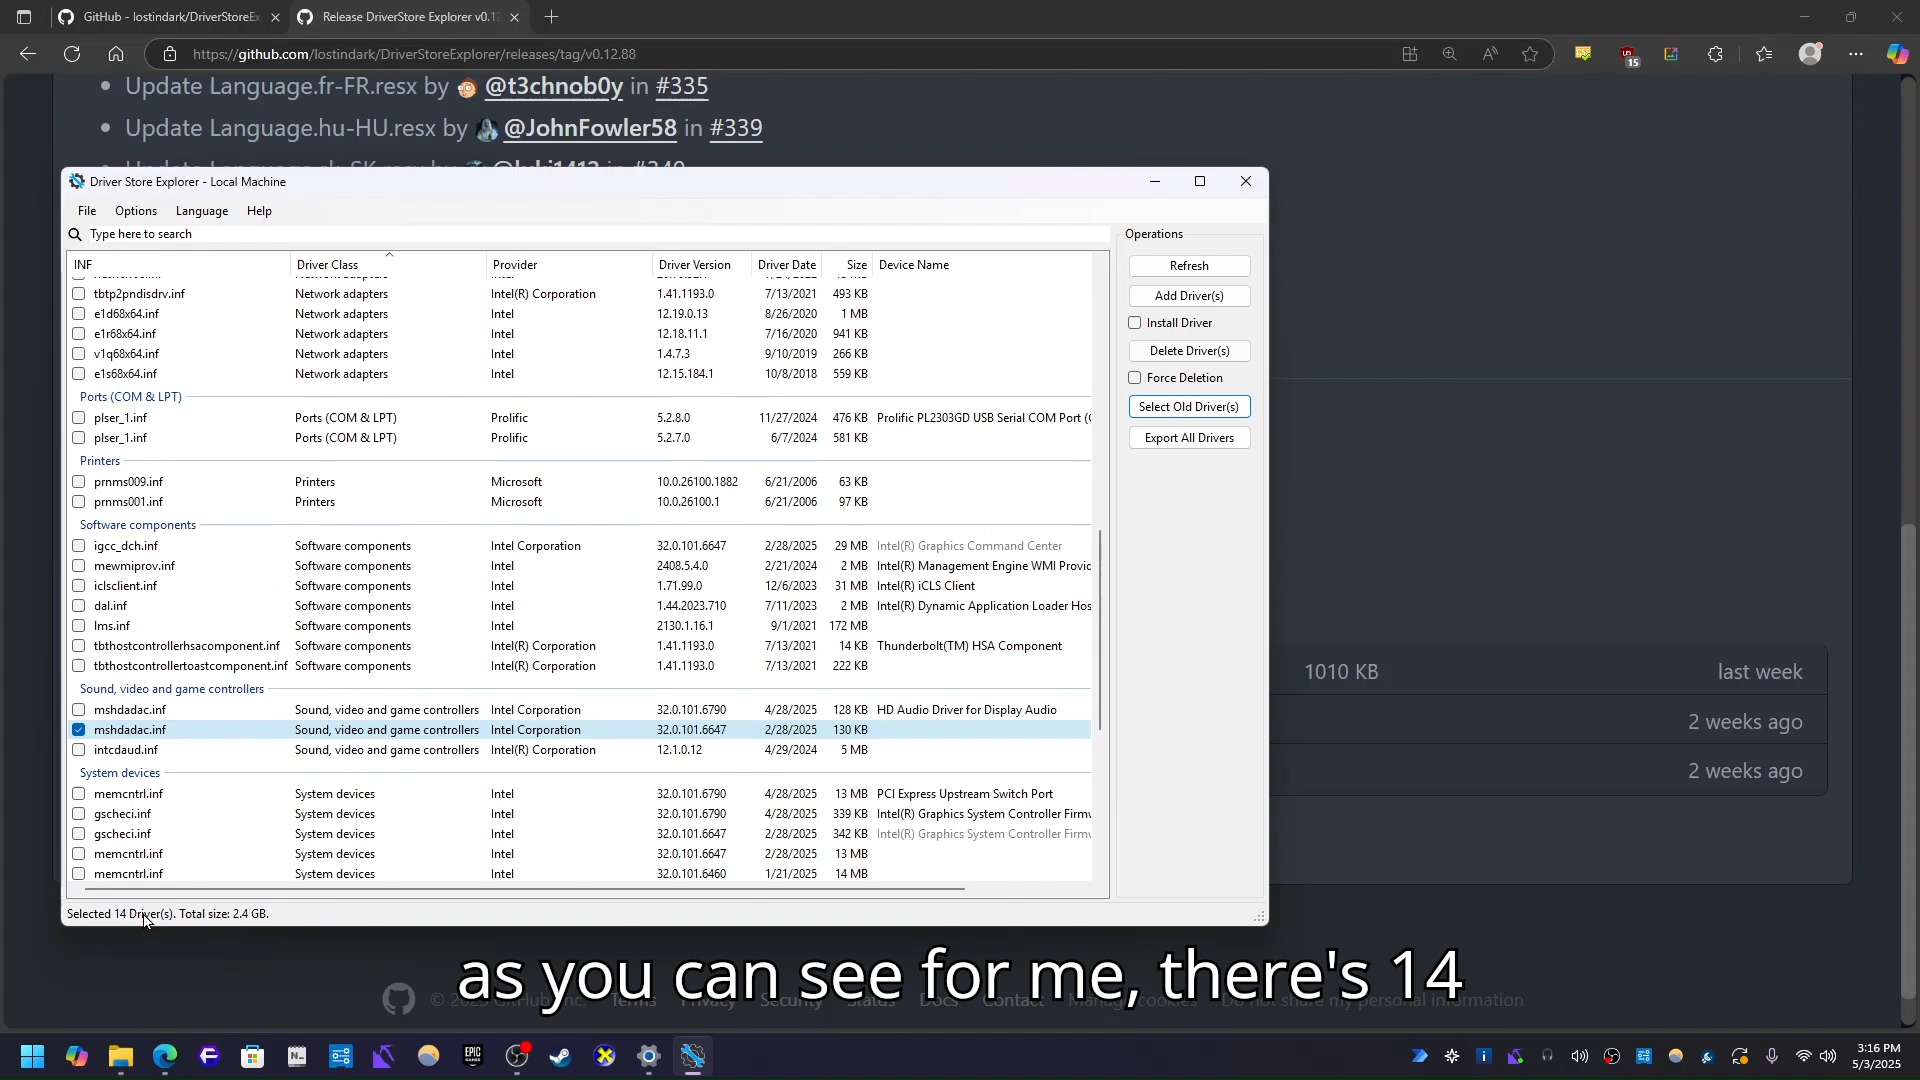 GitHub - lostindark/DriverStoreEx
Release DriverStore Explorer v0.12
https://github.com/lostindark/DriverStoreExplorer/releases/tag/v0.12.88
15
Update Language.fr-FR.resx by @t3chnob0y in #335
Update Language.hu-HU.resx by @JohnFowler58 in #339
Driver Store Explorer - Local Machine
File Options Language Help
Type here to search
Operations
INF Driver Class Provider Driver Version Driver Date Size Device Name
Refresh
tbtp2pndisdrv.inf Network adapters Intel(R) Corporation 1.41.1193.0 7/13/2021 493 KB
Add Driver(s)
e1d68x64.inf Network adapters Intel 12.19.0.13 8/26/2020 1 MB
Install Driver
e1r68x64.inf Network adapters Intel 12.18.11.1 7/16/2020 941 KB
v1q68x64.inf Network adapters Intel 1.4.7.3 9/10/2019 266 KB
Delete Driver(s)
e1s68x64.inf Network adapters Intel 12.15.184.1 10/8/2018 559 KB
Force Deletion
Ports (COM & LPT)
Select Old Driver(s)
plser_1.inf Ports (COM & LPT) Prolific 5.2.8.0 11/27/2024 476 KB Prolific PL2303GD USB Serial COM Port (
plser_1.inf Ports (COM & LPT) Prolific 5.2.7.0 6/7/2024 581 KB
Export All Drivers
Printers
prnms009.inf Printers Microsoft 10.0.26100.1882 6/21/2006 63 KB
prnms001.inf Printers Microsoft 10.0.26100.1 6/21/2006 97 KB
Software components
igcc_dch.inf Software components Intel Corporation 32.0.101.6647 2/28/2025 29 MB Intel(R) Graphics Command Center
mewmiprov.inf Software components Intel 2408.5.4.0 2/21/2024 2 MB Intel(R) Management Engine WMI Provic
iclsclient.inf Software components Intel 1.71.99.0 12/6/2023 31 MB Intel(R) iCLS Client
dal.inf Software components Intel 1.44.2023.710 7/11/2023 2 MB Intel(R) Dynamic Application Loader Hos
lms.inf Software components Intel 2130.1.16.1 9/1/2021 172 MB
tbthostcontrollerhsacomponent.inf Software components Intel(R) Corporation 1.41.1193.0 7/13/2021 14 KB Thunderbolt(TM) HSA Component
tbthostcontrollertoastcomponent.inf Software components Intel(R) Corporation 1.41.1193.0 7/13/2021 222 KB
1010 KB last week
Sound, video and game controllers
mshdadac.inf Sound, video and game controllers Intel Corporation 32.0.101.6790 4/28/2025 128 KB HD Audio Driver for Display Audio
mshdadac.inf Sound, video and game controllers Intel Corporation 32.0.101.6647 2/28/2025 130 KB
2 weeks ago
intcdaud.inf Sound, video and game controllers Intel(R) Corporation 12.1.0.12 4/29/2024 5 MB
System devices
2 weeks ago
memcntrl.inf System devices Intel 32.0.101.6790 4/28/2025 13 MB PCI Express Upstream Switch Port
gscheci.inf System devices Intel 32.0.101.6790 4/28/2025 339 KB Intel(R) Graphics System Controller Firmv
gscheci.inf System devices Intel 32.0.101.6647 2/28/2025 342 KB Intel(R) Graphics System Controller Firmv
memcntrl.inf System devices Intel 32.0.101.6647 2/28/2025 13 MB
memcntrl.inf System devices Intel 32.0.101.6460 1/21/2025 14 MB
Selected 14 Driver(s). Total size: 2.4 GB.
as you can see for me, there's 14
© GitHub Inc. Terms Privacy Security Status Docs Contact Manage cookies Do not share my personal information
3:16 PM
5/3/2025